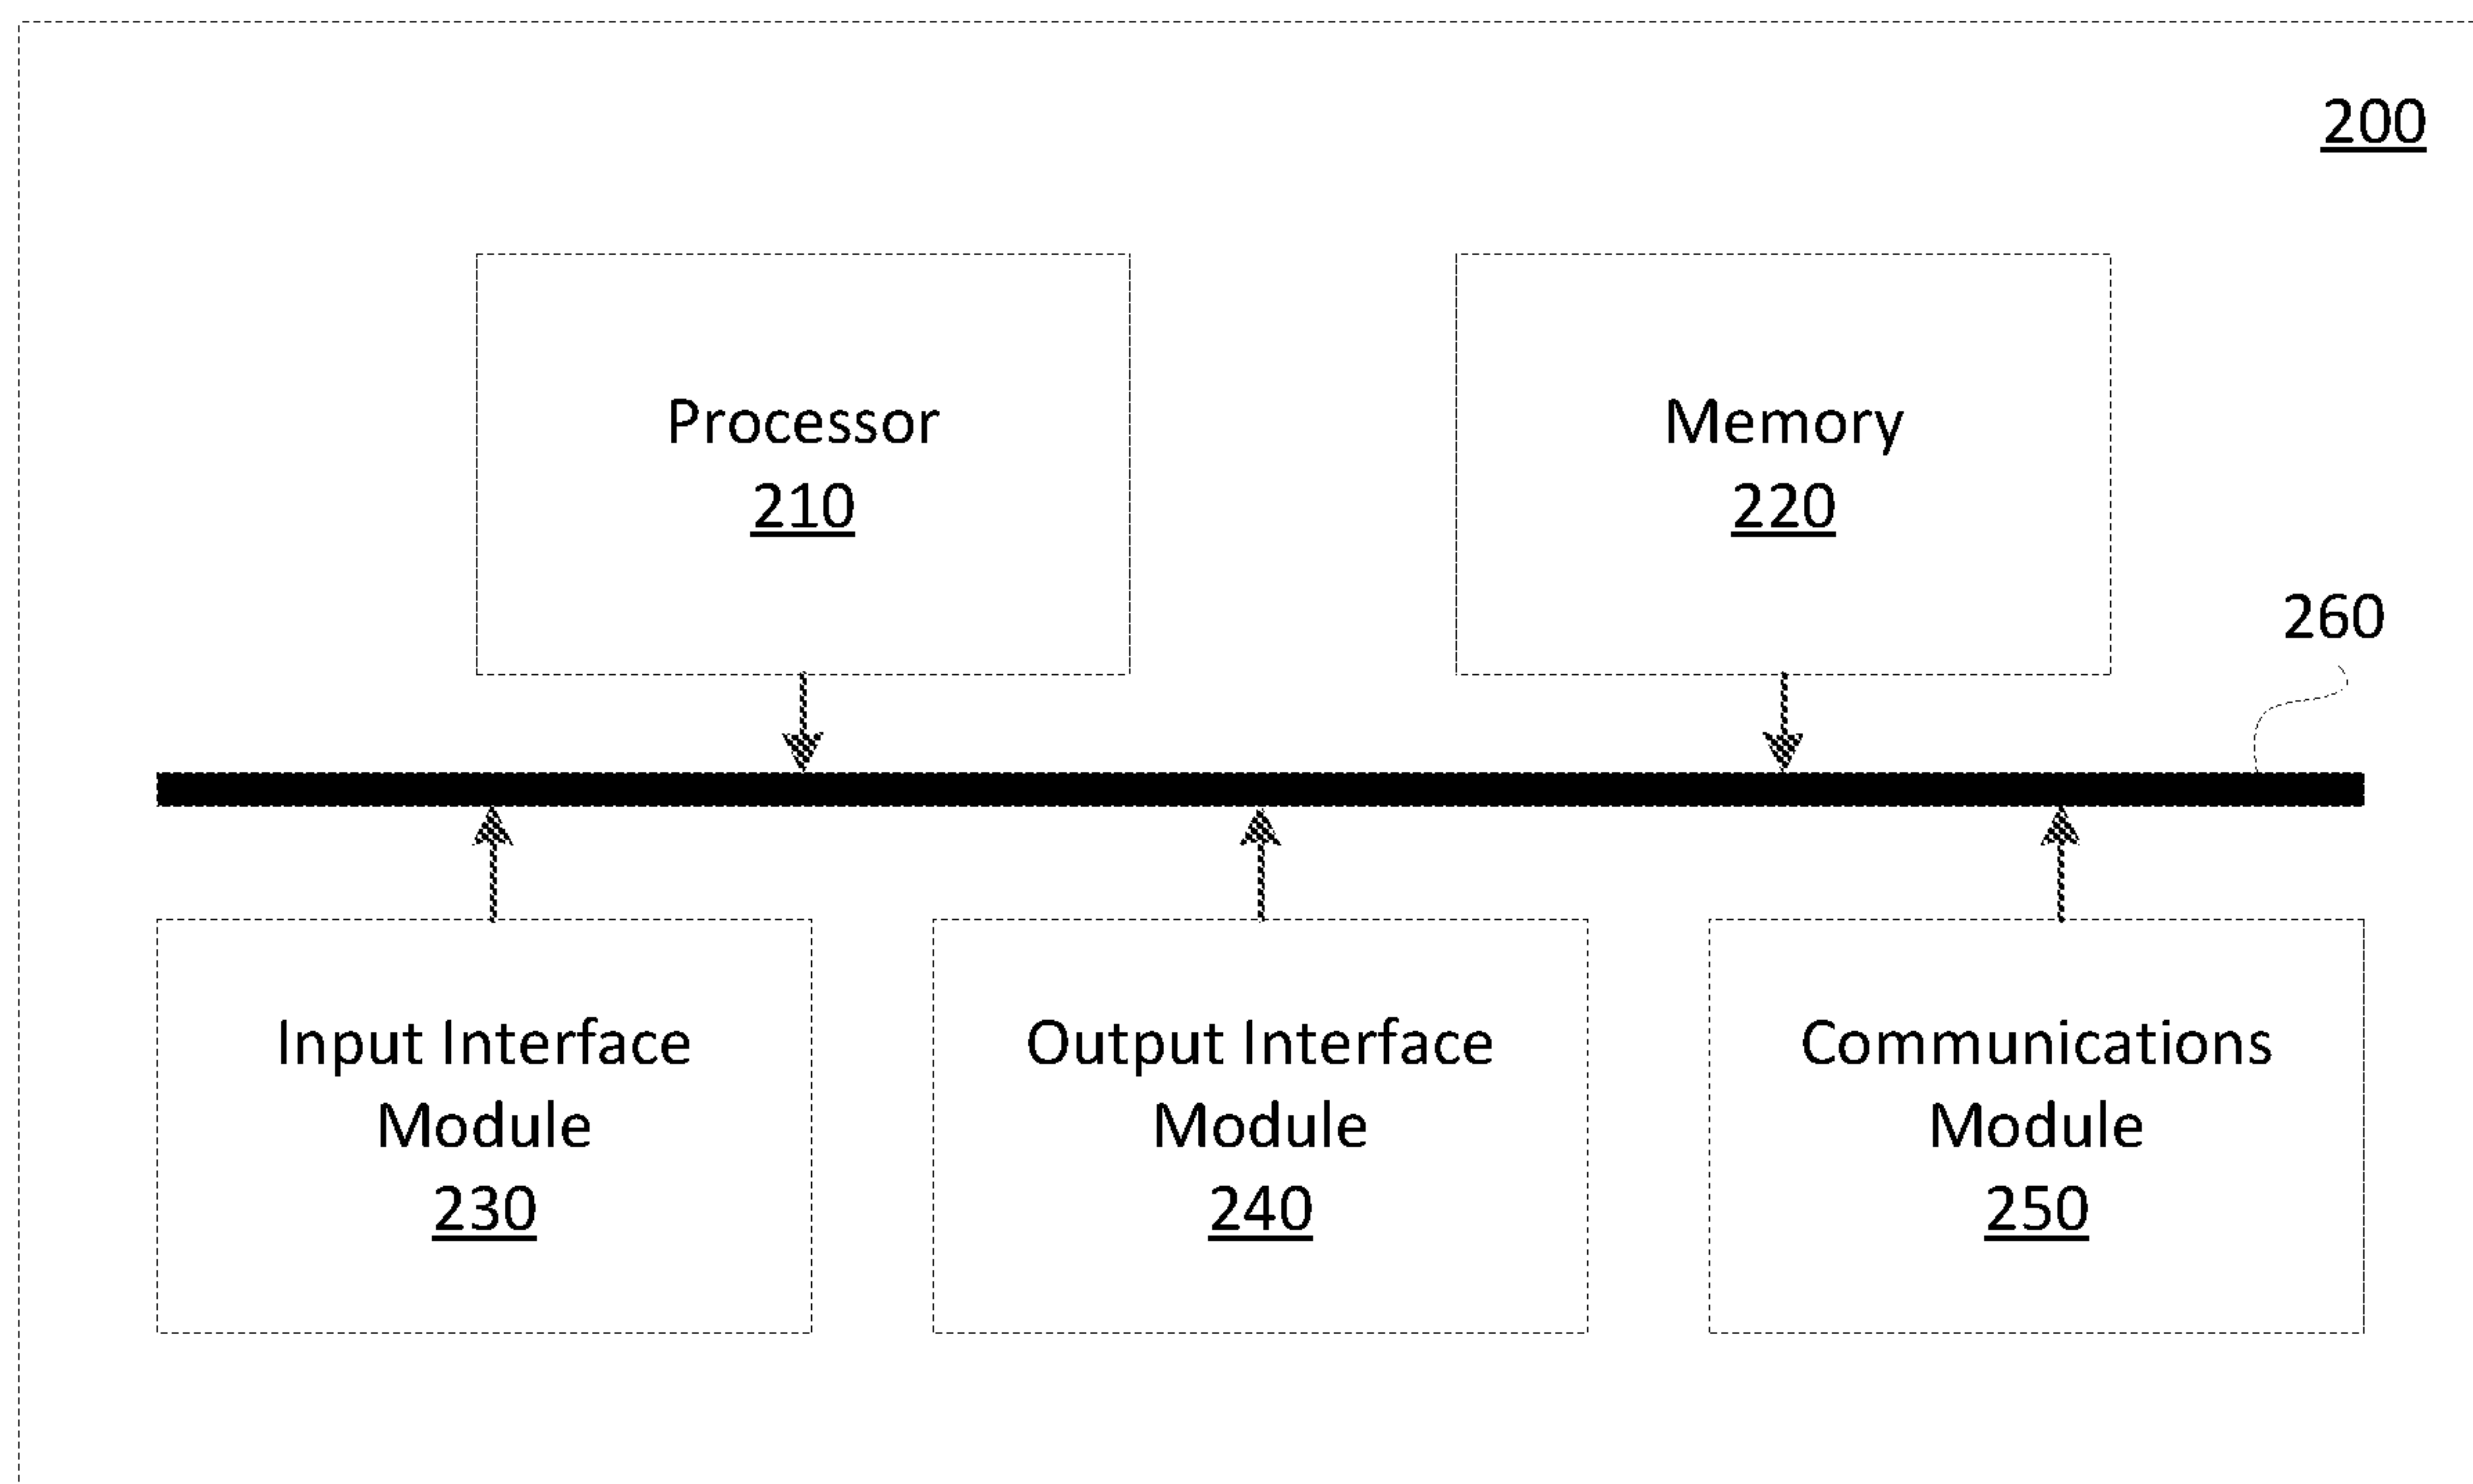 200
Processor
210
Memory
220
260
Input Interface
Module
230
Output Interface
Module
240
Communications
Module
250